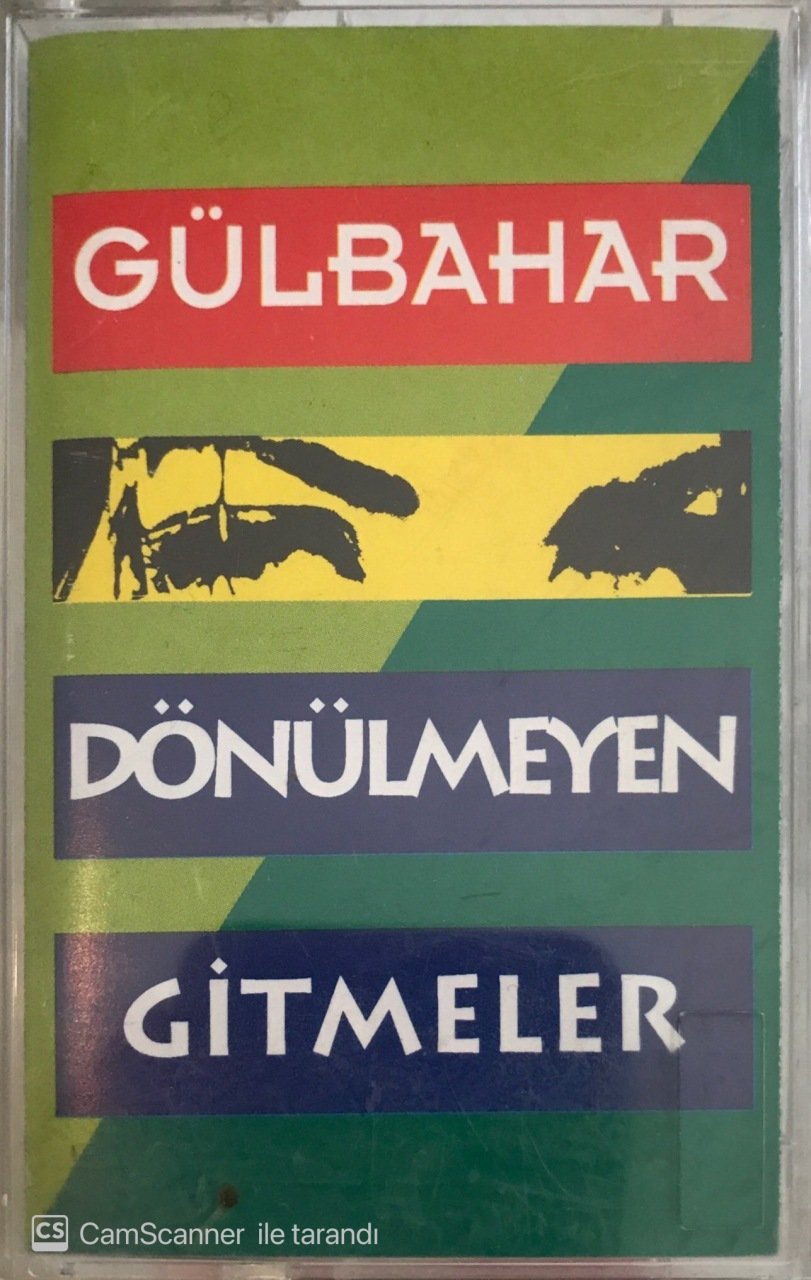 GÜLBAHAR
DÖNÜLMEYEN
GİTMELER
CS CamScanner ile tarandı